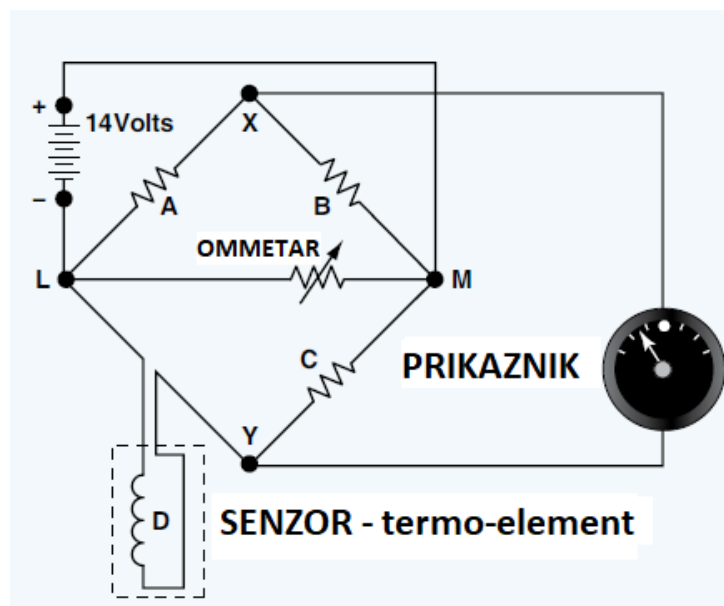 +
14Volts
X
−
A
B
OMMETAR
L
M
C
PRIKAZNIK
Y
D
SENZOR - termo-element